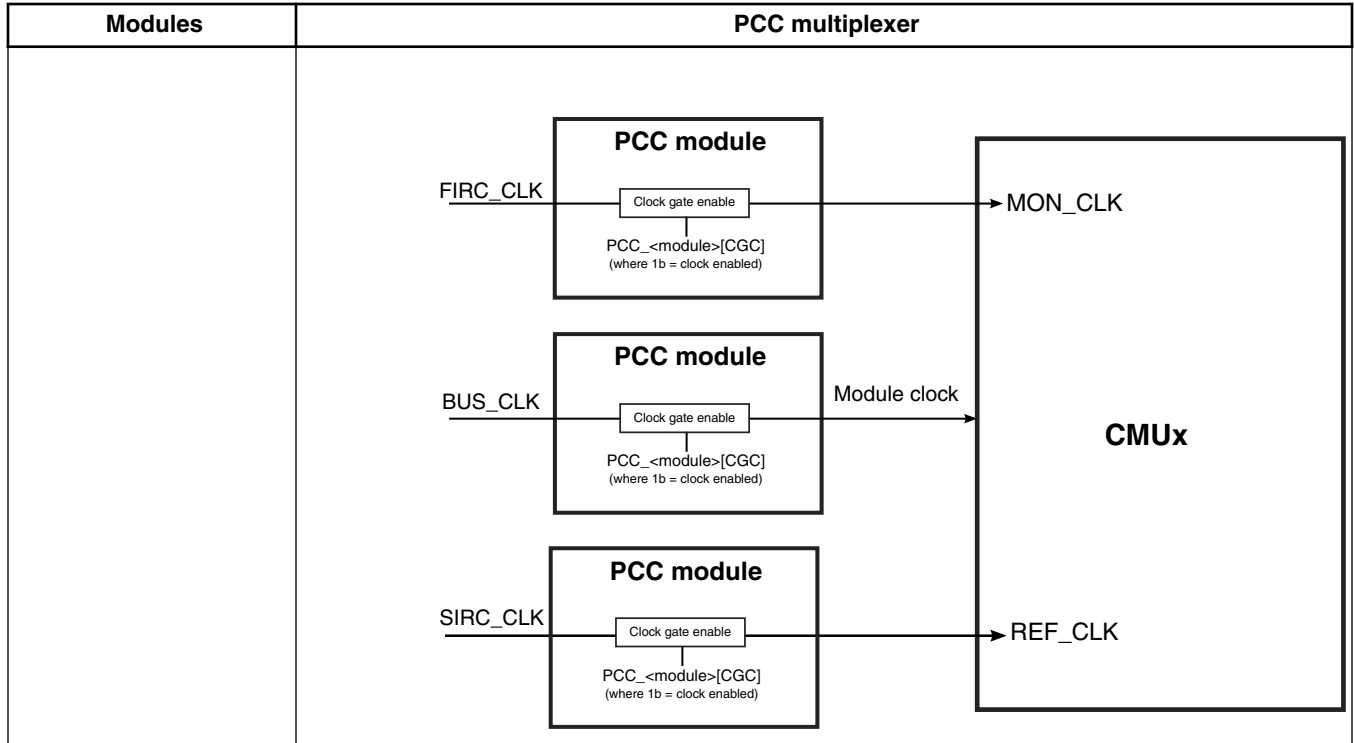 Modules
PCC multiplexer
PCC module
FIRC_CLK
Clock gate enable
MON_CLK
PCC_<module>[CGC]
(where 1b = clock enabled)
PCC module
BUS_CLK
Clock gate enable
Module clock
CMUx
PCC_<module>[CGC]
(where 1b = clock enabled)
PCC module
SIRC_CLK
Clock gate enable
REF_CLK
PCC_<module>[CGC]
(where 1b = clock enabled)